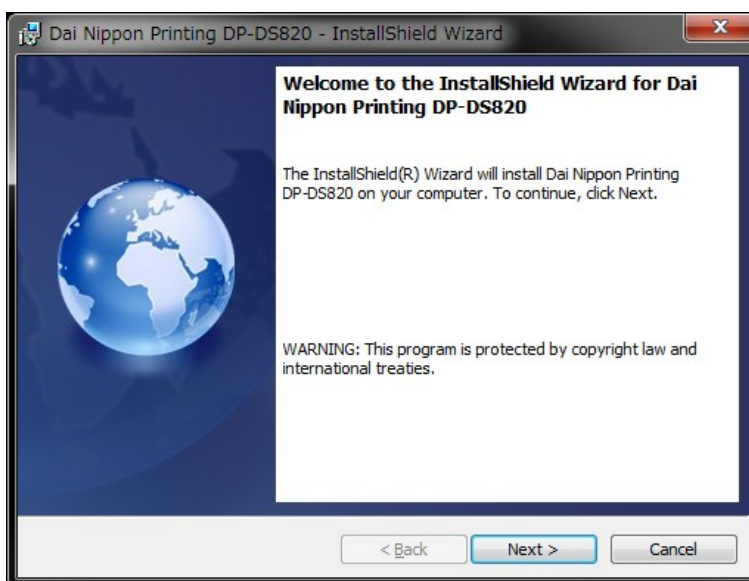 Dai Nippon Printing DP-DS820 - InstallShield Wizard
Welcome to the InstallShield Wizard for Dai
Nippon Printing DP-DS820
The InstallShield(R) Wizard will install Dai Nippon Printing
DP-DS820 on your computer. To continue, click Next.
WARNING: This program is protected by copyright law and
international treaties.
< Back Next > Cancel